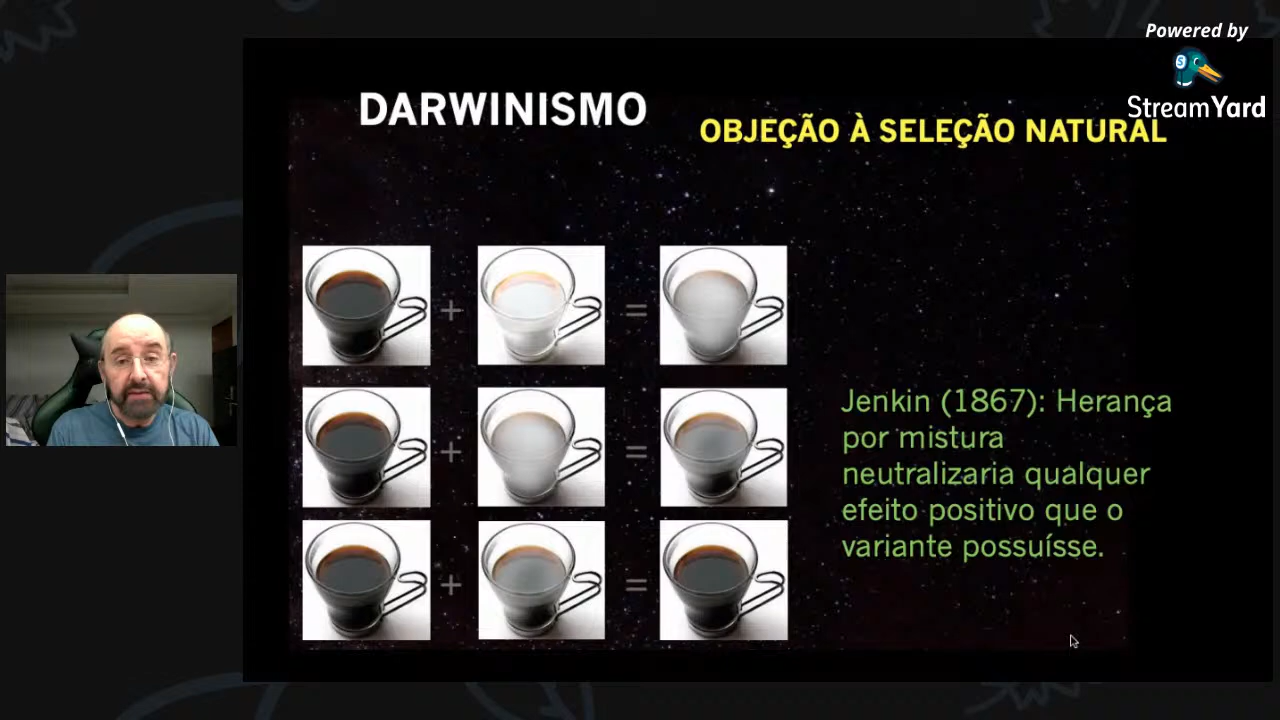 Powered by
StreamYard
DARWINISMO
OBJEÇÃO À SELEÇÃO NATURAL
+
=
+
=
+
=
Jenkin (1867): Herança
por mistura
neutralizaria qualquer
efeito positivo que o
variante possuísse.